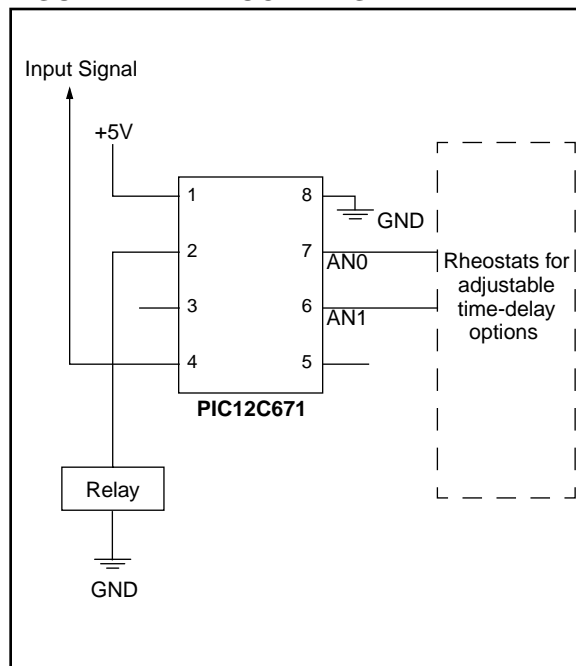 Input Signal
+5V
1
8
GND
2
7
AN0
Rheostats for
adjustable
time-delay
options
3
6
AN1
4
5
PIC12C671
Relay
GND